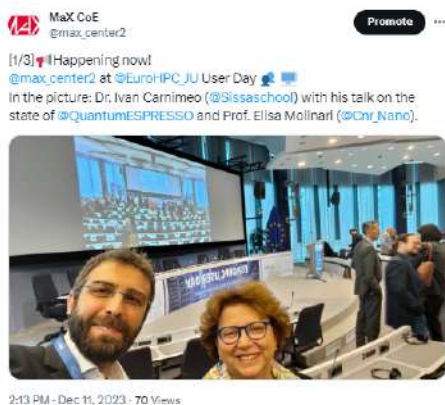 MaX CoE
@max_center2
Promote
[1/3] Happening now!
@max_center2 at @EuroHPC_JU User Day
In the picture: Dr. Ivan Carnimeo (@Sissaschool) with his talk on the
state of @QuantumESPRESSO and Prof. Elisa Molinari (@Cnr_Nano).
2:13 PM · Dec 11, 2023 · 70 Views